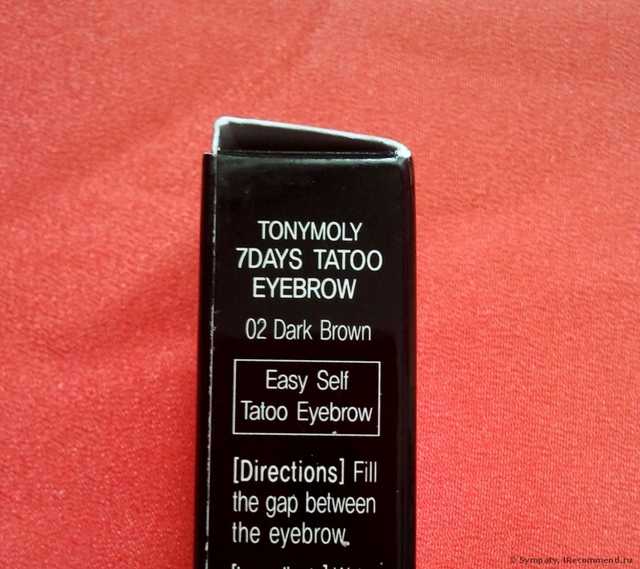 TONYMOLY
7DAYS TATOO
EYEBROW
02 Dark Brown
Easy Self
Tatoo Eyebrow
[Directions] Fill
the gap between
the eyebrow.
© Sympaty, IRecommend.ru